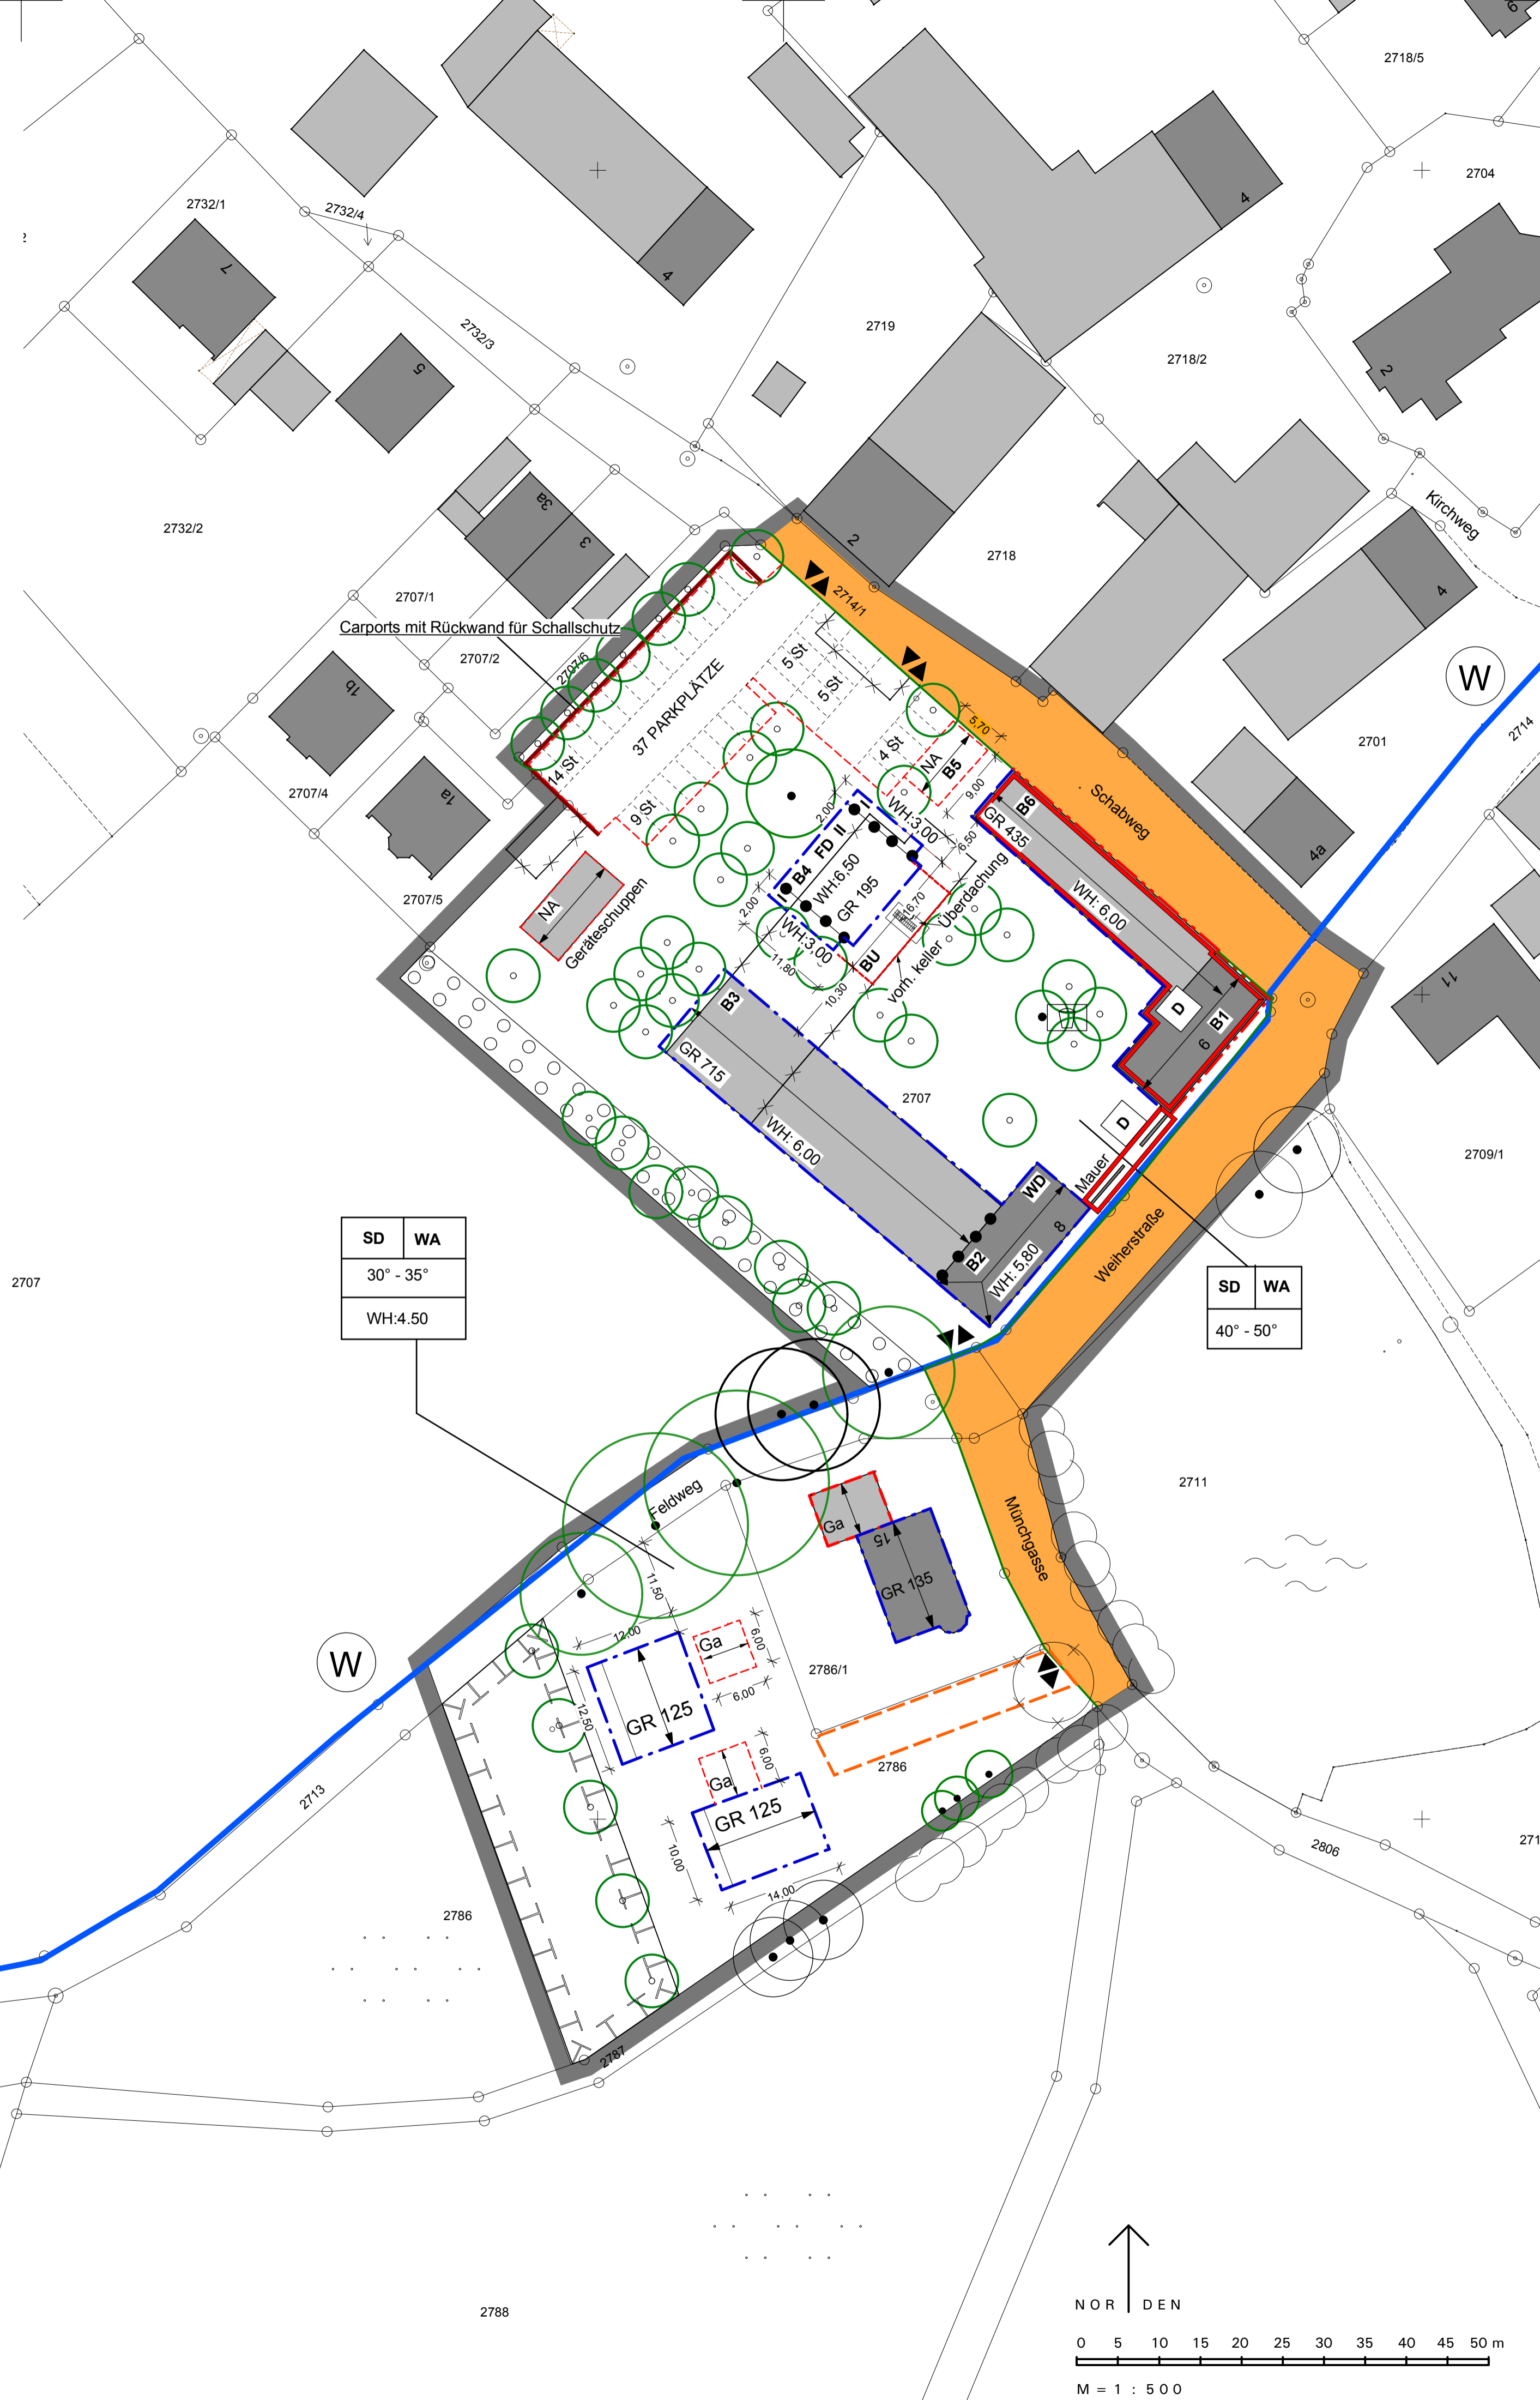 2718/5
6
2704
2732/1
2732/4
2
7
4
4
2719
2718/2
2732/3
5
2
Kirchweg
3a
3
2732/2
2
2718
4
2707/1
2714/1
Carports mit Rückwand für Schallschutz
2707/2
2707/6
W
5 St
5 St
37 PARKPLÄTZE
1b
2714
2701
5,70
4 St
NA
B5
14 St
2707/4
1a
9 St
9,00
B6
GR 435
Schabweg
4a
2,00
I
WH:3,00
FD II
B4
WH:6,50
GR 195
6,50
WH: 6,00
2707/5
NA
Geräteschuppen
2,00
I
WH:3,00
16,70
vorh. keller Überdachung
BU
11,80
10,30
11
D
B1
6
B3
GR 715
2707
WH: 6,00
D
Mauer
2709/1
WD
8
B2
WH: 5.80
Weiherstraße
SD WA
30° - 35°
WH:4.50
2707
SD WA
40° - 50°
Feldweg
2711
Ga
15
GR 135
Münchgasse
11,50
12,00
Ga
6,00
6,00
W
12,50
GR 125
2786/1
6,00
Ga
2786
GR 125
10,00
14,00
2713
2806
271
2786
2787
2788
NOR DEN
0 5 10 15 20 25 30 35 40 45 50 m
M = 1 : 500